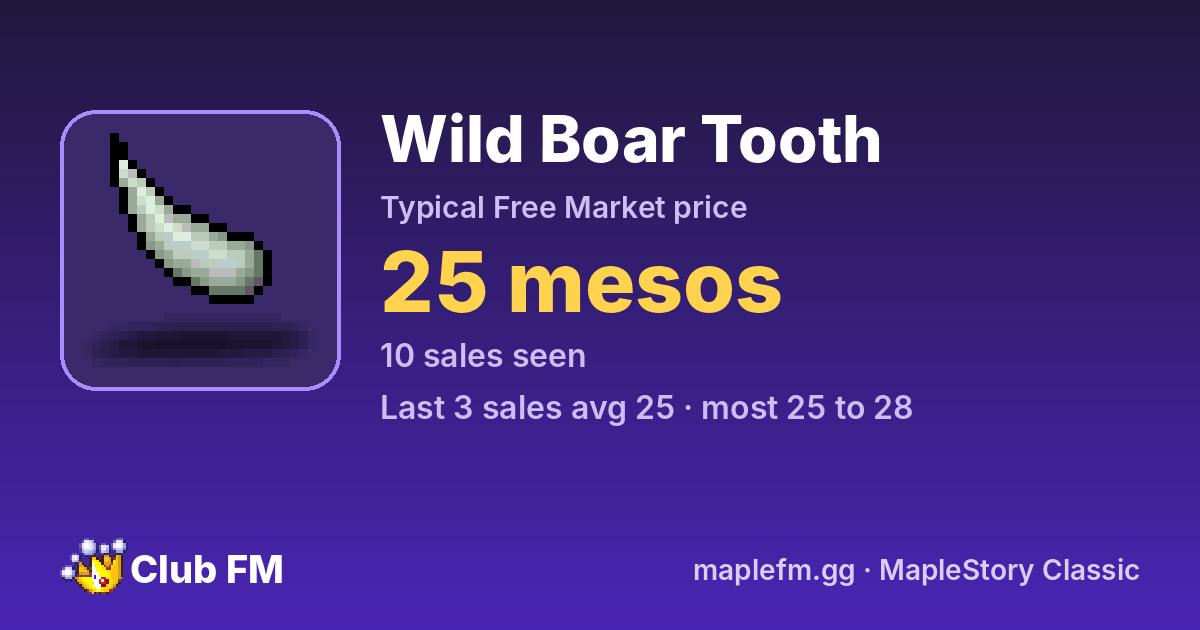 Wild Boar Tooth
Typical Free Market price
25 mesos
10 sales seen
Last 3 sales avg 25 · most 25 to 28
Club FM
maplefm.gg · MapleStory Classic